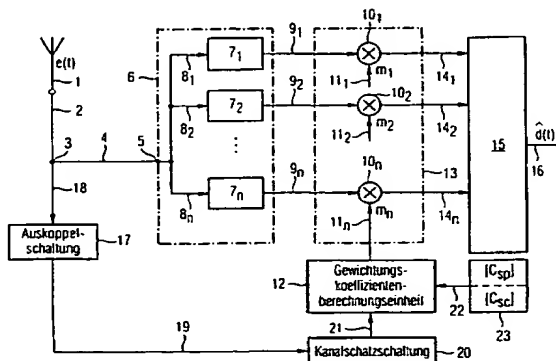 e(t)
1
2
3
4
5
6
18
8₁
7₁
9₁
10₁
11₁
m₁
14₁
8₂
7₂
9₂
10₂
11₂
m₂
14₂
⋮
⋮
8ₙ
7ₙ
9ₙ
10ₙ
11ₙ
mₙ
13
14ₙ
15
d̂(t)
16
Auskoppel-
schaltung
17
12
Gewichtungs-
koeffizienten-
berechnungseinheit
{C_sp}
{C_sc}
22
23
21
19
Kanalschätzschaltung
20